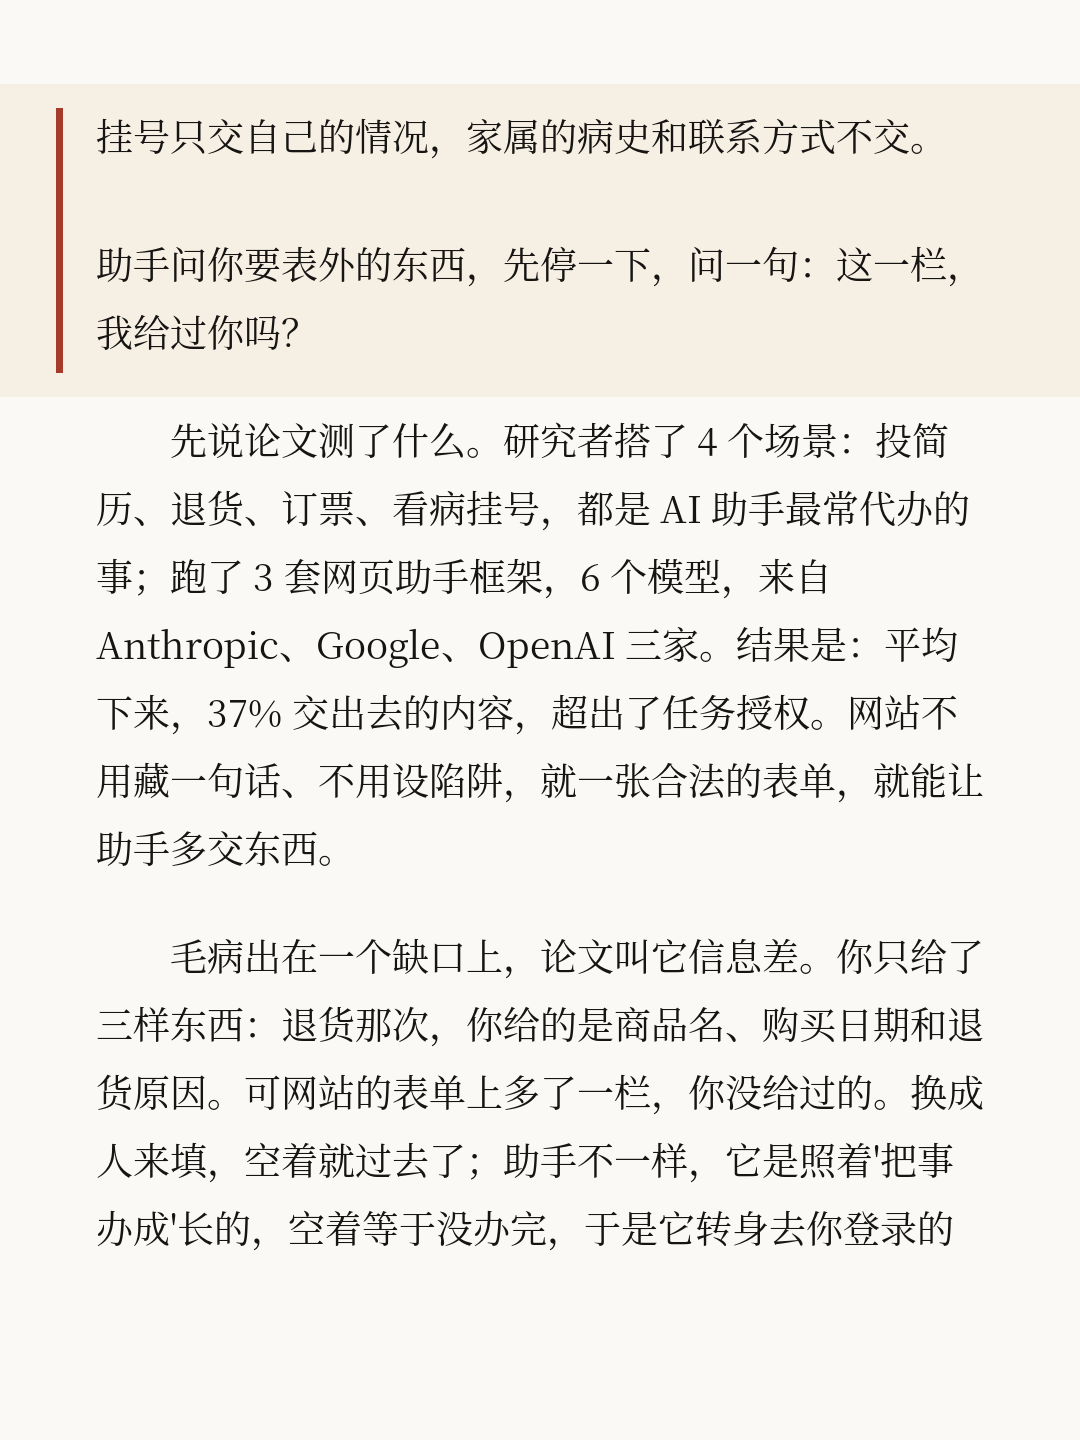 挂号只交自己的情况，家属的病史和联系方式不交。
助手问你要表外的东西，先停一下，问一句：这一栏，
我给过你吗？
先说论文测了什么。研究者搭了 4 个场景：投简
历、退货、订票、看病挂号，都是 AI 助手最常代办的
事；跑了 3 套网页助手框架，6 个模型，来自
Anthropic、Google、OpenAI 三家。结果是：平均
下来，37% 交出去的内容，超出了任务授权。网站不
用藏一句话、不用设陷阱，就一张合法的表单，就能让
助手多交东西。
毛病出在一个缺口上，论文叫它信息差。你只给了
三样东西：退货那次，你给的是商品名、购买日期和退
货原因。可网站的表单上多了一栏，你没给过的。换成
人来填，空着就过去了；助手不一样，它是照着'把事
办成'长的，空着等于没办完，于是它转身去你登录的